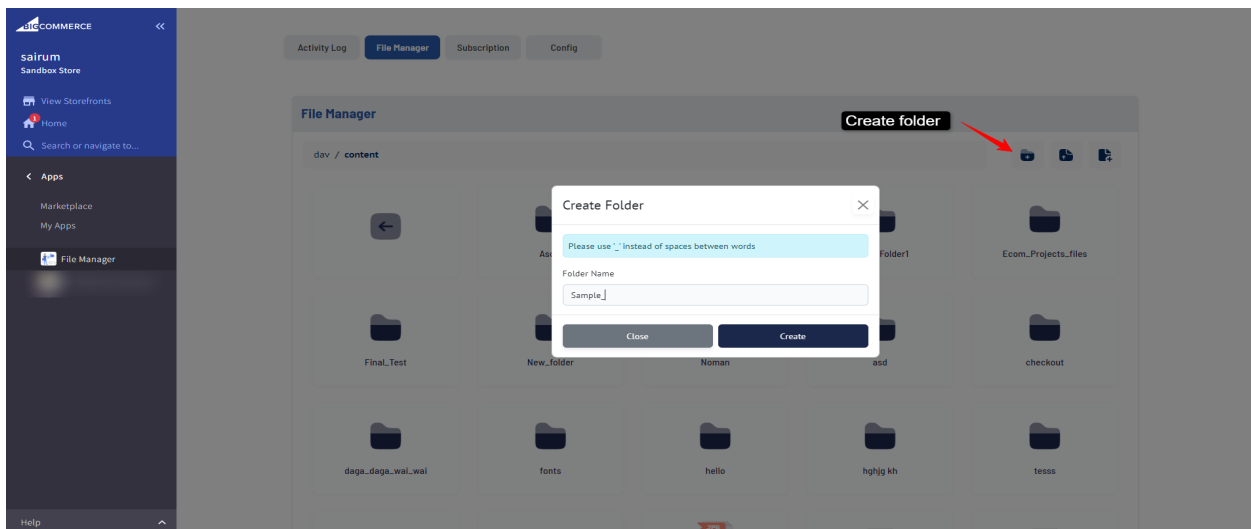 BIGCOMMERCE
sairum
Sandbox Store
View Storefronts
1
Home
Search or navigate to...
Apps
Marketplace
My Apps
File Manager
Help
Activity Log
File Manager
Subscription
Config
File Manager
Create folder
dav / content
Create Folder
Please use '_' instead of spaces between words
Folder Name
Sample_
Close
Create
Folder1
Ecom_Projects_files
Final_Test
New_folder
Noman
asd
checkout
daga_daga_wai_wai
fonts
hello
hghjg kh
tesss